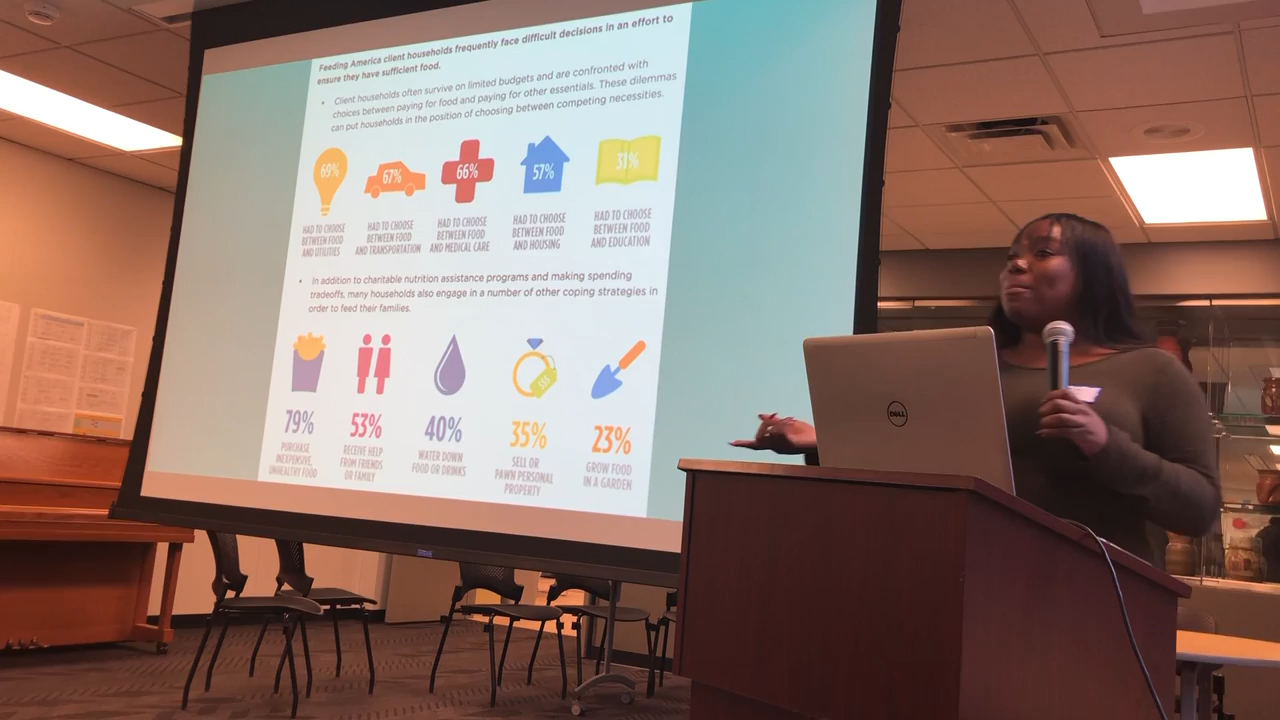 Feeding America client households frequently face difficult decisions in an effort to
ensure they have sufficient food.
• Client households often survive on limited budgets and are confronted with
choices between paying for food and paying for other essentials. These dilemmas
can put households in the position of choosing between competing necessities.
69%
67%
66%
57%
31%
HAD TO CHOOSE
BETWEEN FOOD
AND UTILITIES
HAD TO CHOOSE
BETWEEN FOOD
AND TRANSPORTATION
HAD TO CHOOSE
BETWEEN FOOD
AND MEDICAL CARE
HAD TO CHOOSE
BETWEEN FOOD
AND HOUSING
HAD TO CHOOSE
BETWEEN FOOD
AND EDUCATION
• In addition to charitable nutrition assistance programs and making spending
tradeoffs, many households also engage in a number of other coping strategies in
order to feed their families.
$$$
79%
PURCHASE,
INEXPENSIVE,
UNHEALTHY FOOD
53%
RECEIVE HELP
FROM FRIENDS
OR FAMILY
40%
WATER DOWN
FOOD OR DRINKS
35%
SELL OR
PAWN PERSONAL
PROPERTY
23%
GROW FOOD
IN A GARDEN
DELL